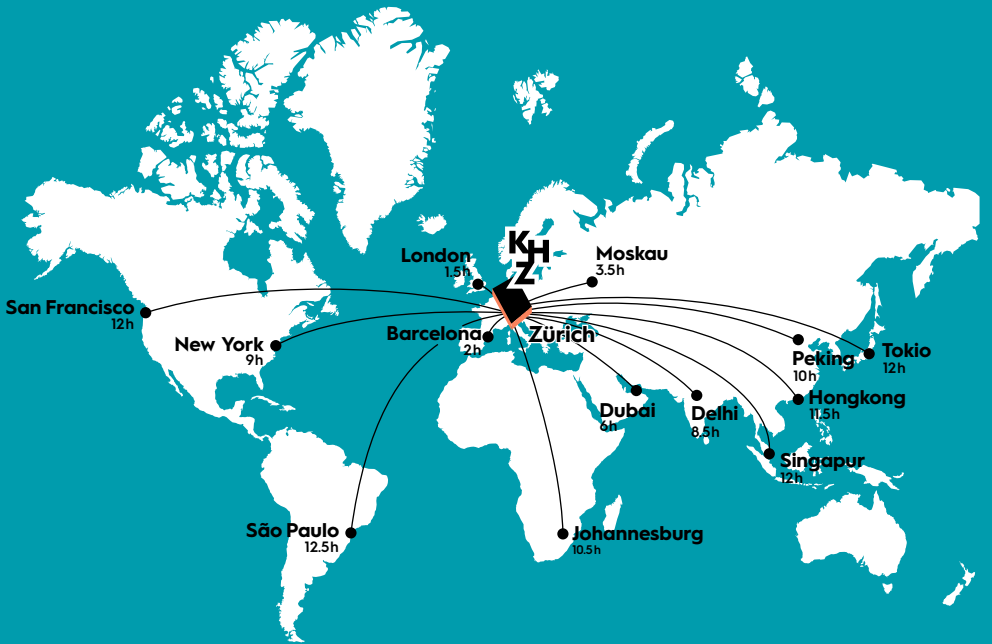 KH
Z
London
1.5h
Moskau
3.5h
San Francisco
12h
New York
9h
Barcelona
2h
Zürich
Peking
10h
Tokio
12h
Dubai
6h
Delhi
8.5h
Hongkong
11.5h
Singapur
12h
São Paulo
12.5h
Johannesburg
10.5h